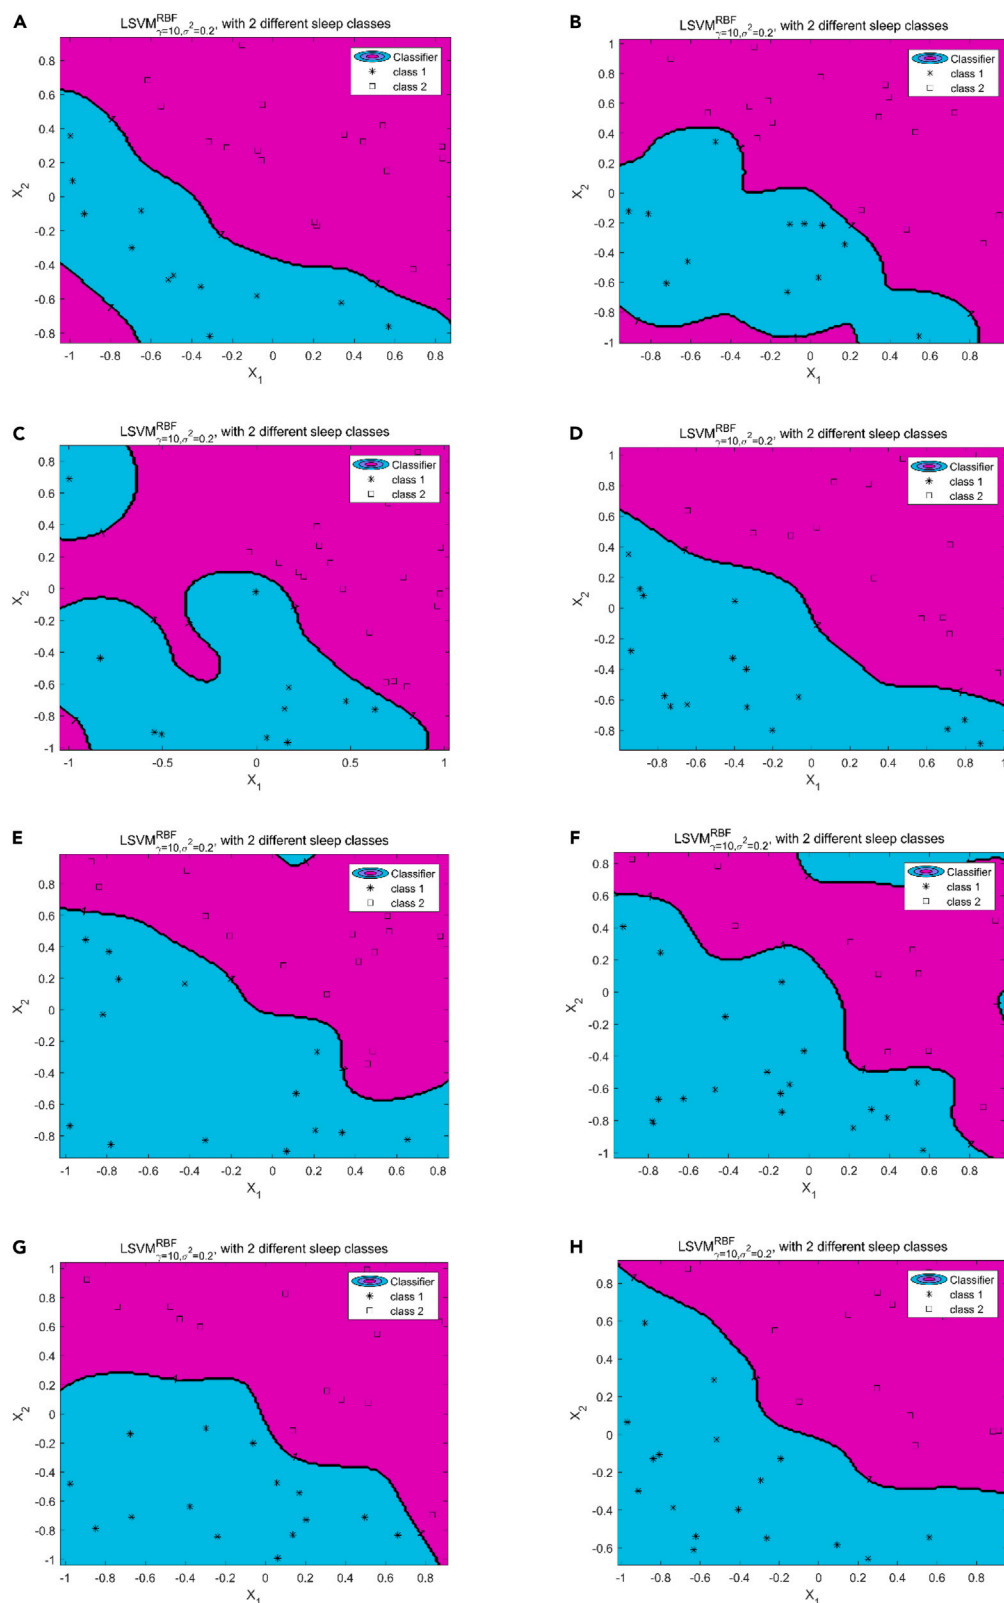 A
LSVM^RBF_γ=10,σ²=0.2, with 2 different sleep classes
Classifier
class 1
class 2
0.8
0.6
0.4
0.2
0
-0.2
-0.4
-0.6
-0.8
X₂
-1 -0.8 -0.6 -0.4 -0.2 0 0.2 0.4 0.6 0.8
X₁
B
LSVM^RBF_γ=10,σ²=0.2, with 2 different sleep classes
Classifier
class 1
class 2
1
0.8
0.6
0.4
0.2
0
-0.2
-0.4
-0.6
-0.8
-1
X₂
-0.8 -0.6 -0.4 -0.2 0 0.2 0.4 0.6 0.8
X₁
C
LSVM^RBF_γ=10,σ²=0.2, with 2 different sleep classes
Classifier
class 1
class 2
0.8
0.6
0.4
0.2
0
-0.2
-0.4
-0.6
-0.8
-1
X₂
-1 -0.5 0 0.5 1
X₁
D
LSVM^RBF_γ=10,σ²=0.2, with 2 different sleep classes
Classifier
class 1
class 2
1
0.8
0.6
0.4
0.2
0
-0.2
-0.4
-0.6
-0.8
X₂
-0.8 -0.6 -0.4 -0.2 0 0.2 0.4 0.6 0.8 1
X₁
E
LSVM^RBF_γ=10,σ²=0.2, with 2 different sleep classes
Classifier
class 1
class 2
0.8
0.6
0.4
0.2
0
-0.2
-0.4
-0.6
-0.8
X₂
-1 -0.8 -0.6 -0.4 -0.2 0 0.2 0.4 0.6 0.8
X₁
F
LSVM^RBF_γ=10,σ²=0.2, with 2 different sleep classes
Classifier
class 1
class 2
0.8
0.6
0.4
0.2
0
-0.2
-0.4
-0.6
-0.8
-1
X₂
-0.8 -0.6 -0.4 -0.2 0 0.2 0.4 0.6 0.8
X₁
G
LSVM^RBF_γ=10,σ²=0.2, with 2 different sleep classes
Classifier
class 1
class 2
1
0.8
0.6
0.4
0.2
0
-0.2
-0.4
-0.6
-0.8
-1
X₂
-1 -0.8 -0.6 -0.4 -0.2 0 0.2 0.4 0.6 0.8
X₁
H
LSVM^RBF_γ=10,σ²=0.2, with 2 different sleep classes
Classifier
class 1
class 2
0.8
0.6
0.4
0.2
0
-0.2
-0.4
-0.6
X₂
-1 -0.8 -0.6 -0.4 -0.2 0 0.2 0.4 0.6 0.8
X₁